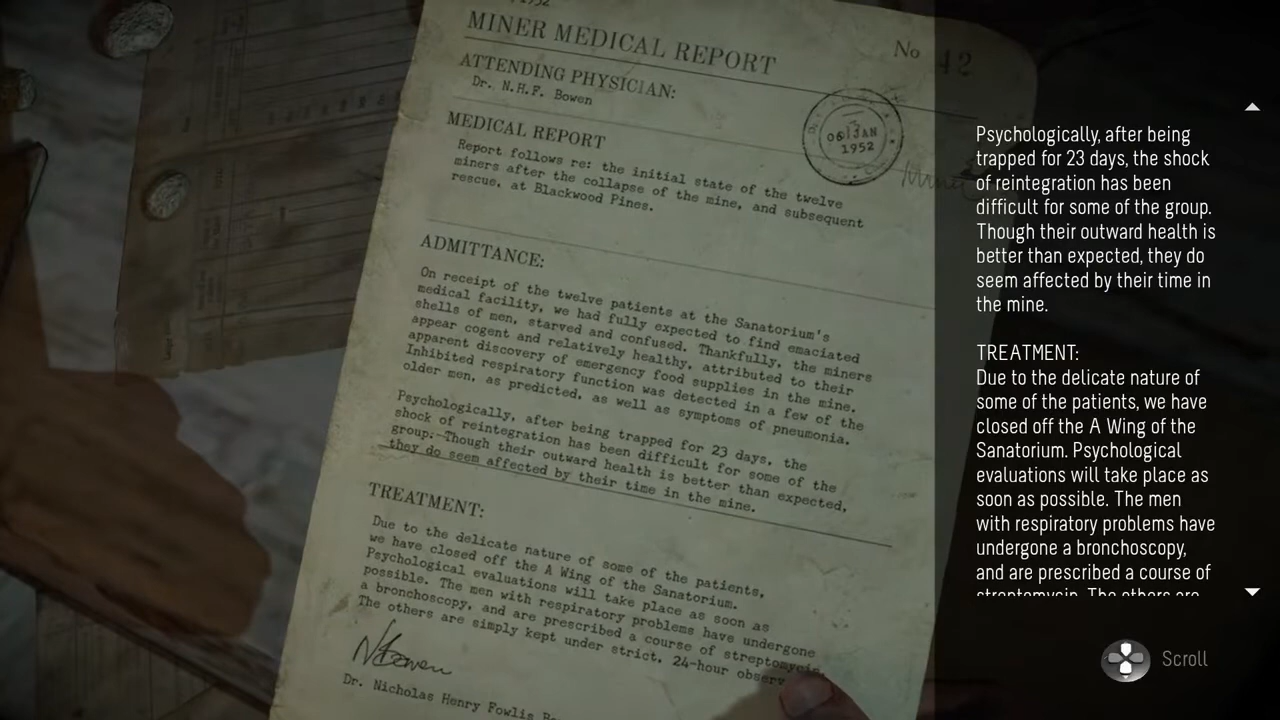 1952
MINER MEDICAL REPORT
No 42
ATTENDING PHYSICIAN:
Dr. N.H.F. Bowen
06 JAN
1952
MEDICAL REPORT
Report follows re: the initial state of the twelve
miners after the collapse of the mine, and subsequent
rescue, at Blackwood Pines.
ADMITTANCE:
On receipt of the twelve patients at the Sanatorium's
medical facility, we had fully expected to find emaciated
shells of men, starved and confused. Thankfully, the miners
appear cogent and relatively healthy, attributed to their
apparent discovery of emergency food supplies in the mine.
Inhibited respiratory function was detected in a few of the
older men, as predicted, as well as symptoms of pneumonia.
Psychologically, after being trapped for 23 days, the
shock of reintegration has been difficult for some of the
group. Though their outward health is better than expected,
they do seem affected by their time in the mine.
TREATMENT:
Due to the delicate nature of some of the patients,
we have closed off the A Wing of the Sanatorium.
Psychological evaluations will take place as soon as
possible. The men with respiratory problems have undergone
a bronchoscopy, and are prescribed a course of streptomycin.
The others are simply kept under strict, 24-hour observ
NHBowen
Dr. Nicholas Henry Fowlis Bo
Psychologically, after being
trapped for 23 days, the shock
of reintegration has been
difficult for some of the group.
Though their outward health is
better than expected, they do
seem affected by their time in
the mine.
TREATMENT:
Due to the delicate nature of
some of the patients, we have
closed off the A Wing of the
Sanatorium. Psychological
evaluations will take place as
soon as possible. The men
with respiratory problems have
undergone a bronchoscopy,
and are prescribed a course of
streptomycin. The others are
Scroll